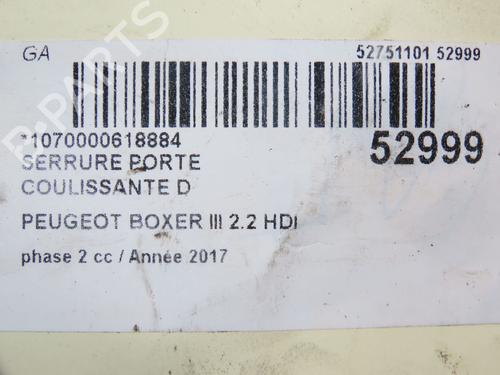 GA
52751101 52999
*1070000618884
52999
SERRURE PORTE
COULISSANTE D
PEUGEOT BOXER III 2.2 HDI
phase 2 cc / Année 2017
B-PARTS